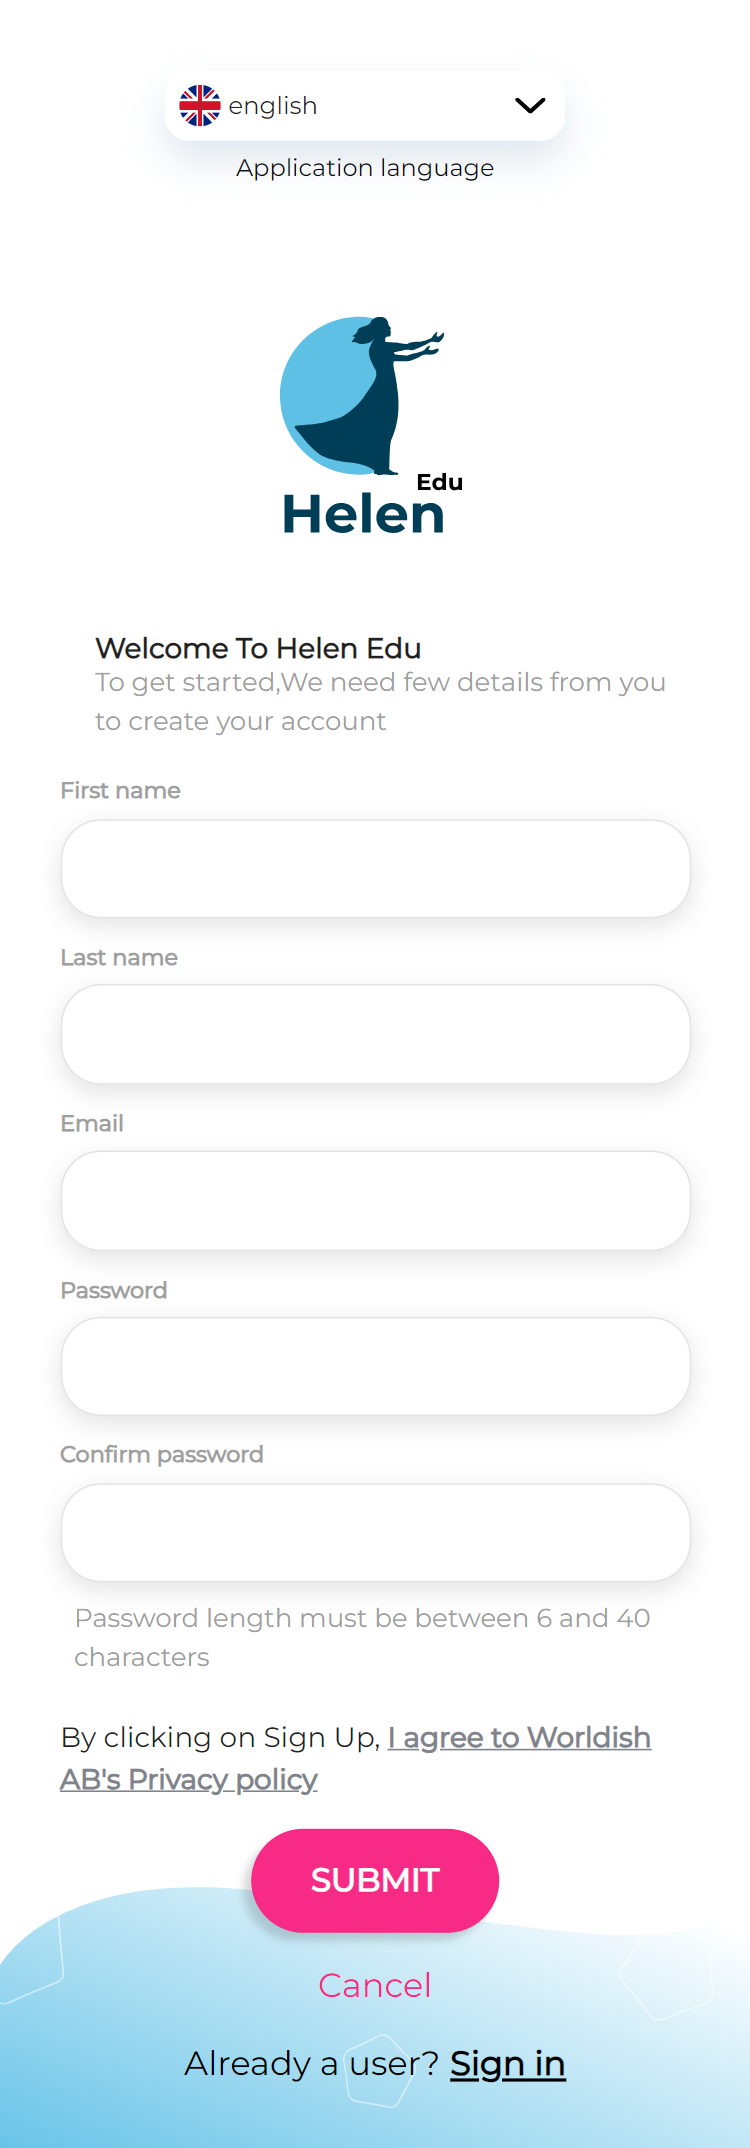 english
Application language
Edu
Helen
Welcome To Helen Edu
To get started,We need few details from you
to create your account
First name
Last name
Email
Password
Confirm password
Password length must be between 6 and 40
characters
By clicking on Sign Up, I agree to Worldish
AB's Privacy policy
SUBMIT
Cancel
Already a user? Sign in